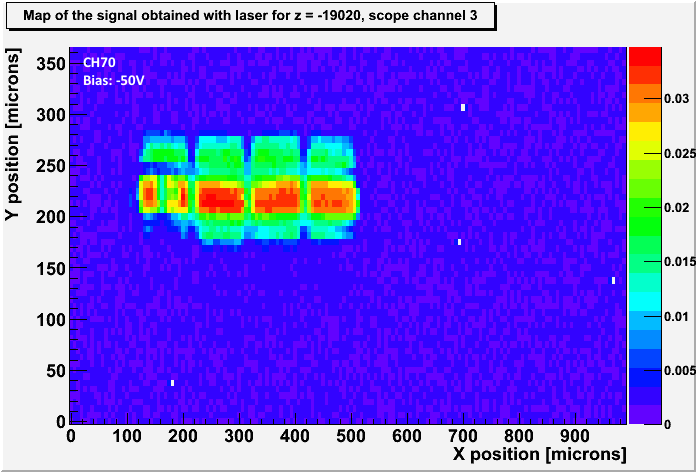 Map of the signal obtained with laser for z = -19020, scope channel 3
CH70
Bias: -50V
Y position [microns]
350
300
250
200
150
100
50
0
0 100 200 300 400 500 600 700 800 900
X position [microns]
0.03
0.025
0.02
0.015
0.01
0.005
0